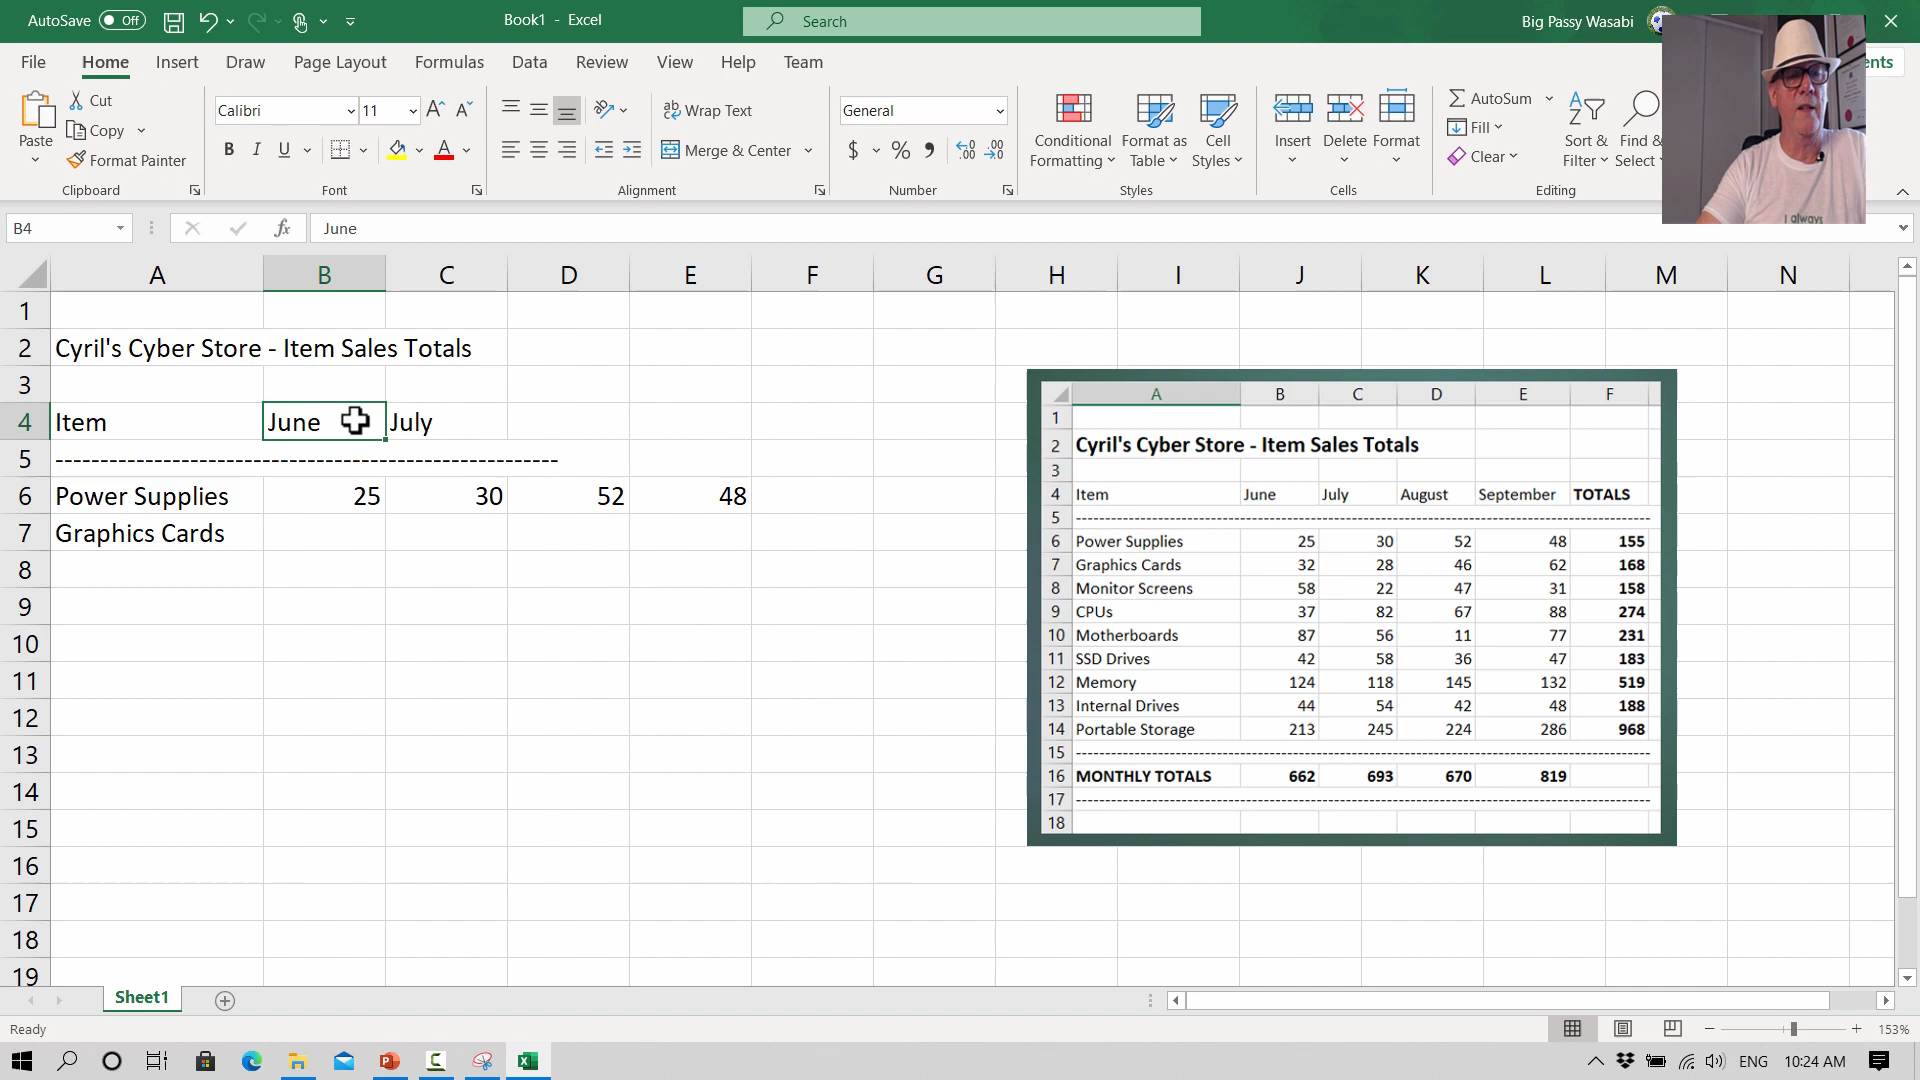 AutoSave Off Book1 - Excel Search Big Passy Wasabi
File Home Insert Draw Page Layout Formulas Data Review View Help Team ents
Paste
Cut
Copy
Format Painter
Clipboard
Calibri 11 A A
B I U A
Font
ab Wrap Text
Merge & Center
Alignment
General
$ % 9 .00 .00
Number
Conditional Formatting
Format as Table
Cell Styles
Styles
Insert Delete Format
Cells
AutoSum
Fill
Clear
Sort & Filter
Find & Select
Editing
I always
B4 fx June
A B C D E F G H I J K L M N
1
2 Cyril's Cyber Store - Item Sales Totals
3
4 Item June July
5 --------------------------------------------------------
6 Power Supplies 25 30 52 48
7 Graphics Cards
8
9
10
11
12
13
14
15
16
17
18
19
A B C D E F
1
2 Cyril's Cyber Store - Item Sales Totals
3
4 Item June July August September TOTALS
5 --------------------------------------------------------
6 Power Supplies 25 30 52 48 155
7 Graphics Cards 32 28 46 62 168
8 Monitor Screens 58 22 47 31 158
9 CPUs 37 82 67 88 274
10 Motherboards 87 56 11 77 231
11 SSD Drives 42 58 36 47 183
12 Memory 124 118 145 132 519
13 Internal Drives 44 54 42 48 188
14 Portable Storage 213 245 224 286 968
15 --------------------------------------------------------
16 MONTHLY TOTALS 662 693 670 819
17 --------------------------------------------------------
18
Sheet1
Ready 153%
ENG 10:24 AM